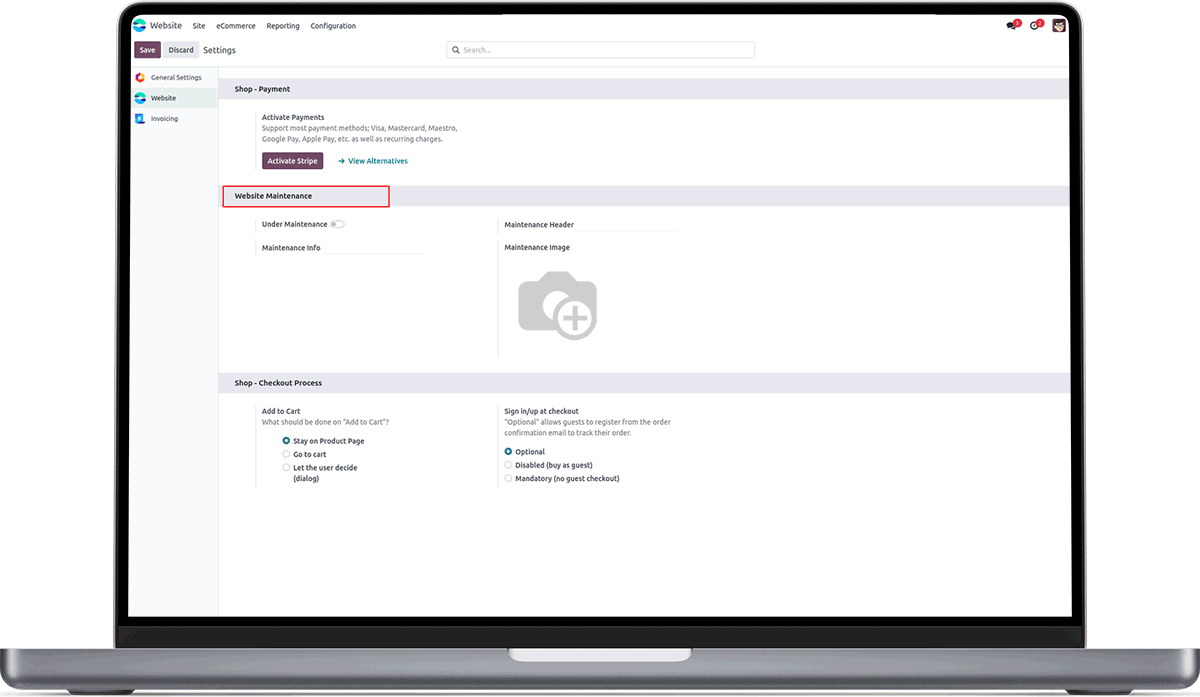 Website Site eCommerce Reporting Configuration
Save Discard Settings Search...
General Settings
Website
Invoicing
Shop - Payment
Activate Payments
Support most payment methods; Visa, Mastercard, Maestro,
Google Pay, Apple Pay, etc. as well as recurring charges.
Activate Stripe View Alternatives
Website Maintenance
Under Maintenance Maintenance Header
Maintenance Info Maintenance Image
Shop - Checkout Process
Add to Cart
What should be done on "Add to Cart"?
Stay on Product Page
Go to cart
Let the user decide
(dialog)
Sign in/up at checkout
"Optional" allows guests to register from the order
confirmation email to track their order.
Optional
Disabled (buy as guest)
Mandatory (no guest checkout)